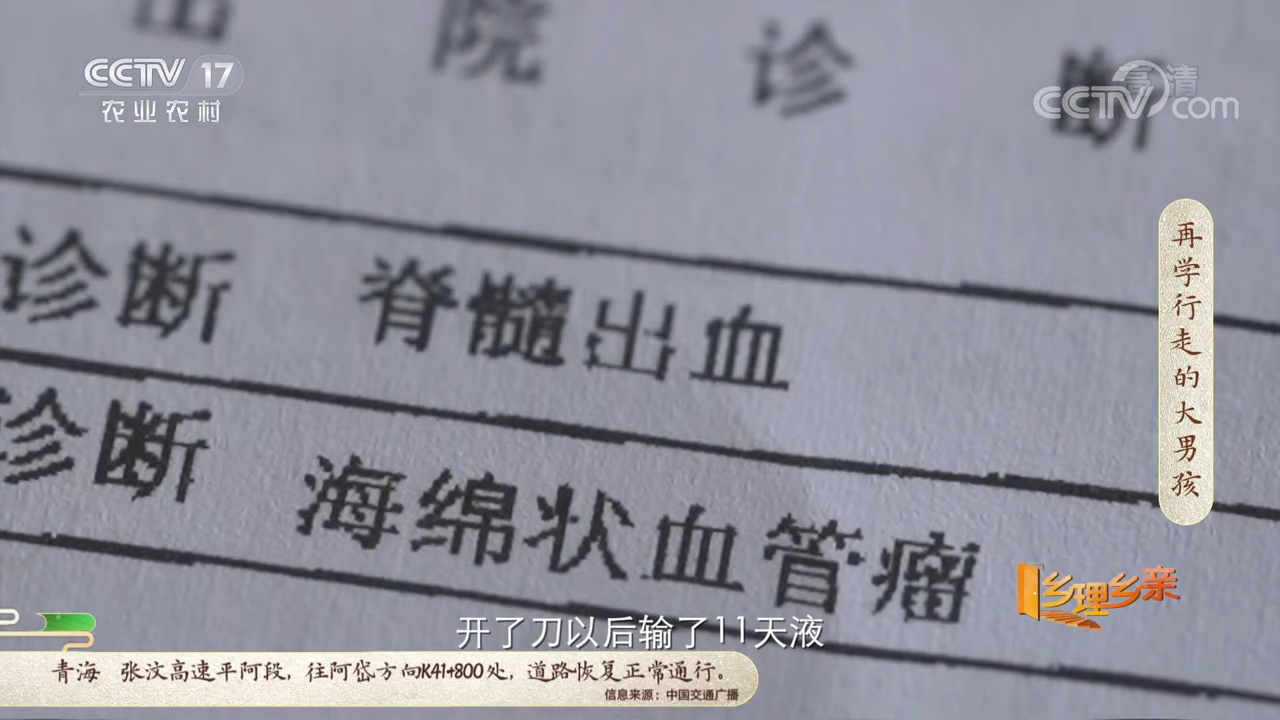 出院诊断
CCTV 17
农业农村
高清
CCTV.com
诊断 脊髓出血
诊断 海绵状血管瘤
再学行走的大男孩
乡理乡亲
开了刀以后输了11天液
青海 张汶高速平阿段，往阿岱方向K41+800处，道路恢复正常通行。
信息来源：中国交通广播